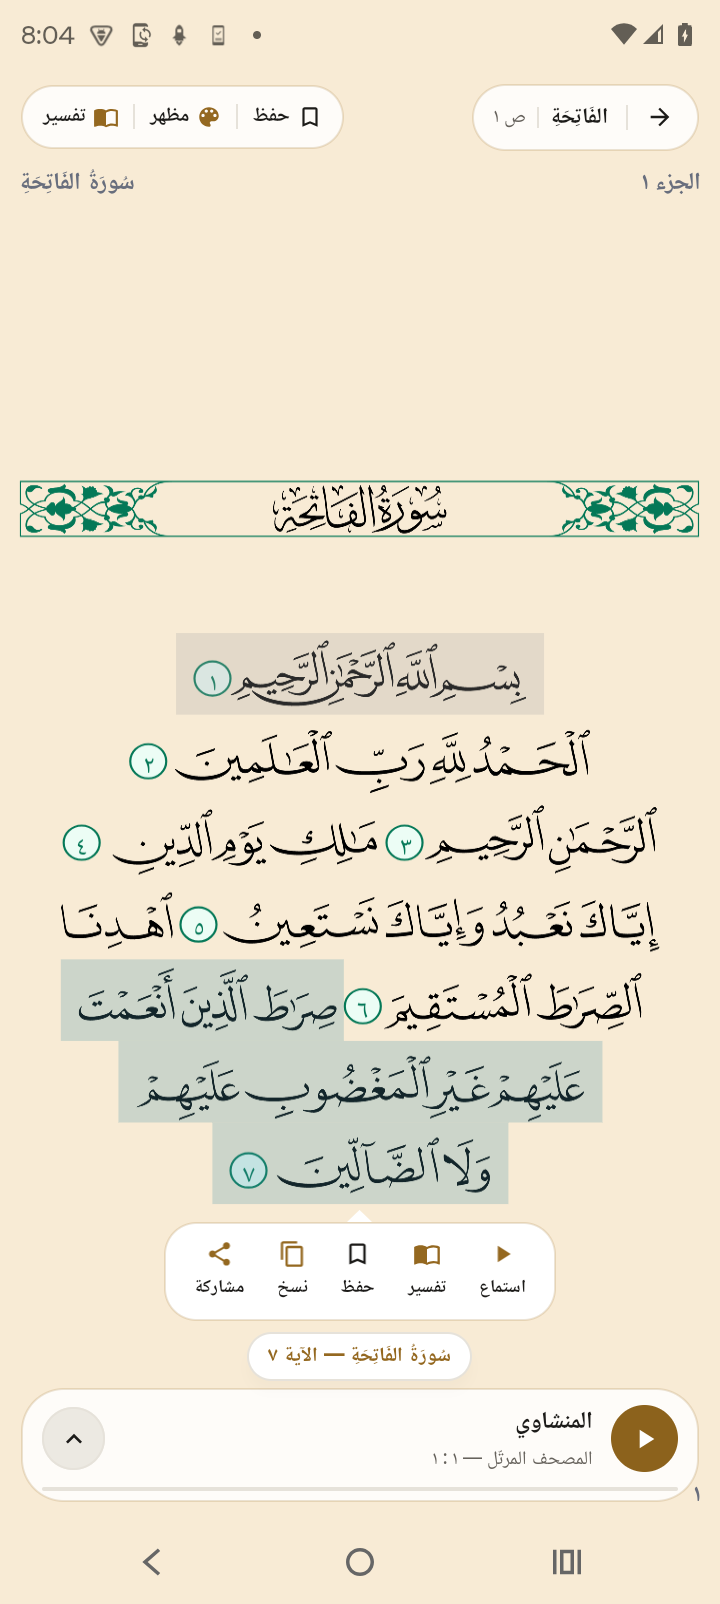 8:04
الفَاتِحَةِ
ص ١
حفظ
مظهر
تفسير
الجزء ١
سُورَةُ الفَاتِحَةِ
سُورَةُ الفَاتِحَةِ
بِسْمِ ٱللَّهِ ٱلرَّحْمَٰنِ ٱلرَّحِيمِ ١
ٱلْحَمْدُ لِلَّهِ رَبِّ ٱلْعَٰلَمِينَ ٢
ٱلرَّحْمَٰنِ ٱلرَّحِيمِ ٣ مَٰلِكِ يَوْمِ ٱلدِّينِ ٤
إِيَّاكَ نَعْبُدُ وَإِيَّاكَ نَسْتَعِينُ ٥ ٱهْدِنَا
ٱلصِّرَٰطَ ٱلْمُسْتَقِيمَ ٦ صِرَٰطَ ٱلَّذِينَ أَنْعَمْتَ
عَلَيْهِمْ غَيْرِ ٱلْمَغْضُوبِ عَلَيْهِمْ
وَلَا ٱلضَّآلِّينَ ٧
استماع
تفسير
حفظ
نسخ
مشاركة
سُورَةُ الفَاتِحَةِ — الآية ٧
المنشاوي
المصحف المرتّل — ١:١
١